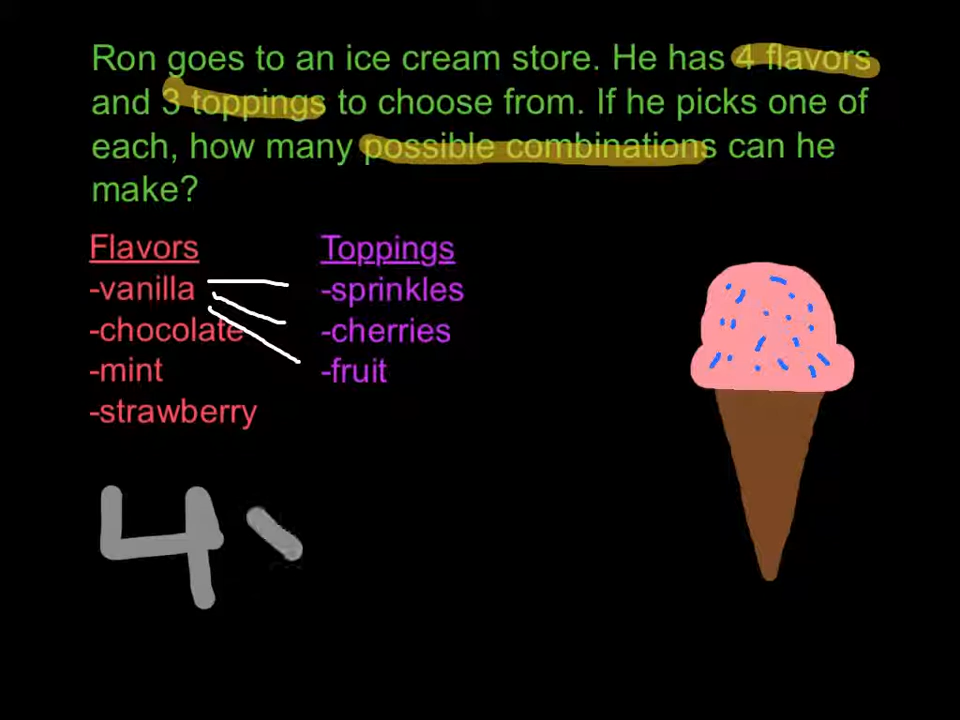 Ron goes to an ice cream store. He has 4 flavors
and 3 toppings to choose from. If he picks one of
each, how many possible combinations can he
make?
Flavors
-vanilla
-chocolate
-mint
-strawberry
Toppings
-sprinkles
-cherries
-fruit
4